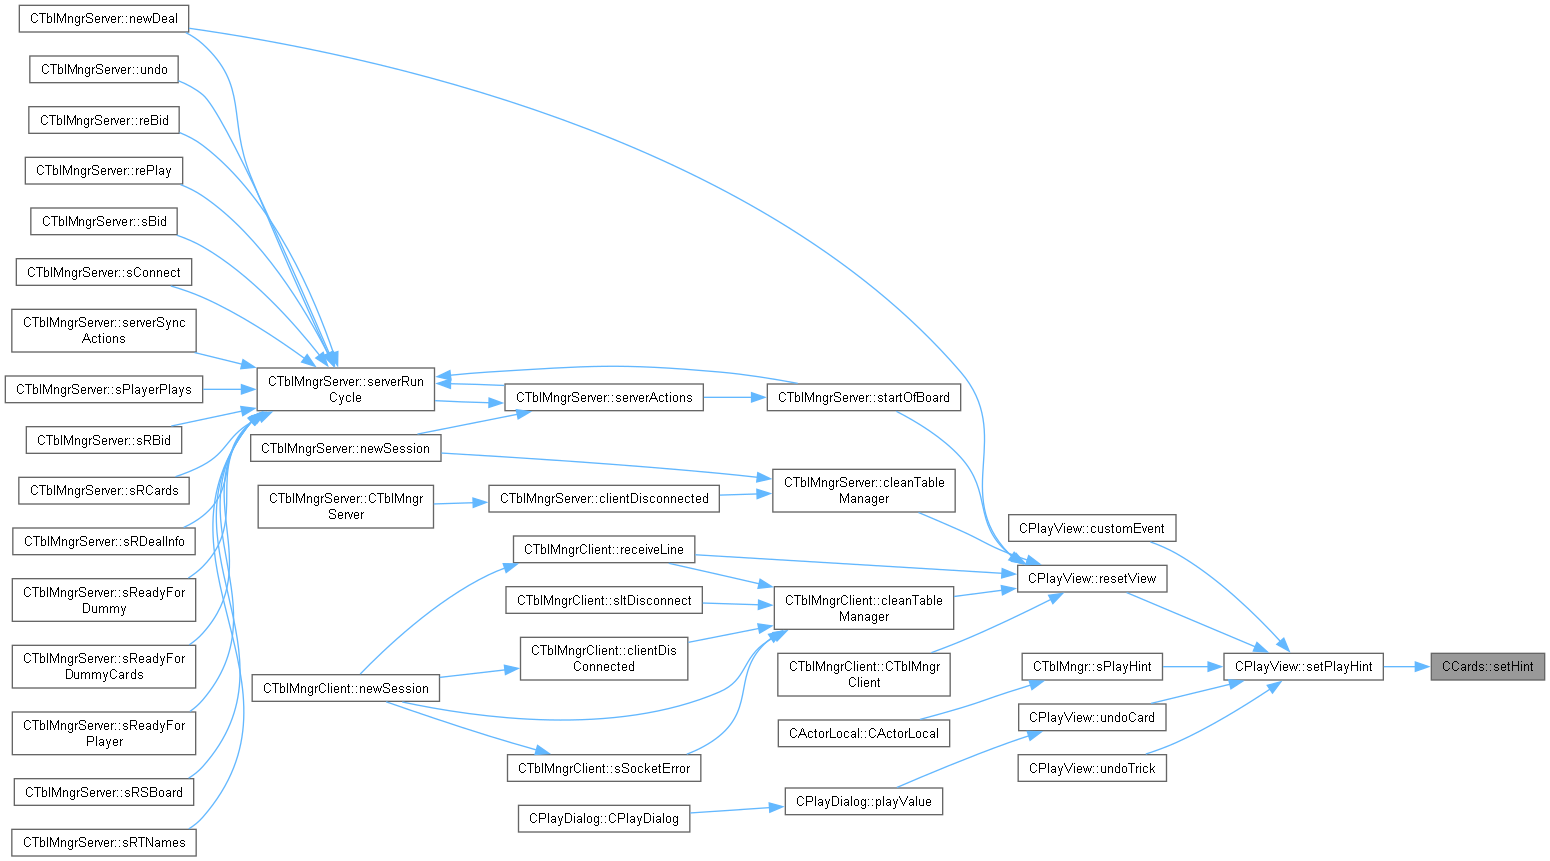 CTblMngrServer::newDeal
CTblMngrServer::undo
CTblMngrServer::reBid
CTblMngrServer::rePlay
CTblMngrServer::sBid
CTblMngrServer::sConnect
CTblMngrServer::serverSync
Actions
CTblMngrServer::sPlayerPlays
CTblMngrServer::sRBid
CTblMngrServer::sRCards
CTblMngrServer::sRDealInfo
CTblMngrServer::sReadyFor
Dummy
CTblMngrServer::sReadyFor
DummyCards
CTblMngrServer::sReadyFor
Player
CTblMngrServer::sRSBoard
CTblMngrServer::sRTNames
CTblMngrServer::serverRun
Cycle
CTblMngrServer::newSession
CTblMngrServer::CTblMngr
Server
CTblMngrClient::newSession
CTblMngrServer::serverActions
CTblMngrServer::clientDisconnected
CTblMngrClient::receiveLine
CTblMngrClient::sltDisconnect
CTblMngrClient::clientDis
Connected
CTblMngrClient::sSocketError
CPlayDialog::CPlayDialog
CTblMngrServer::startOfBoard
CTblMngrServer::cleanTable
Manager
CTblMngrClient::cleanTable
Manager
CTblMngrClient::CTblMngr
Client
CActorLocal::CActorLocal
CPlayDialog::playValue
CPlayView::customEvent
CPlayView::resetView
CTblMngr::sPlayHint
CPlayView::undoCard
CPlayView::undoTrick
CPlayView::setPlayHint
CCards::setHint